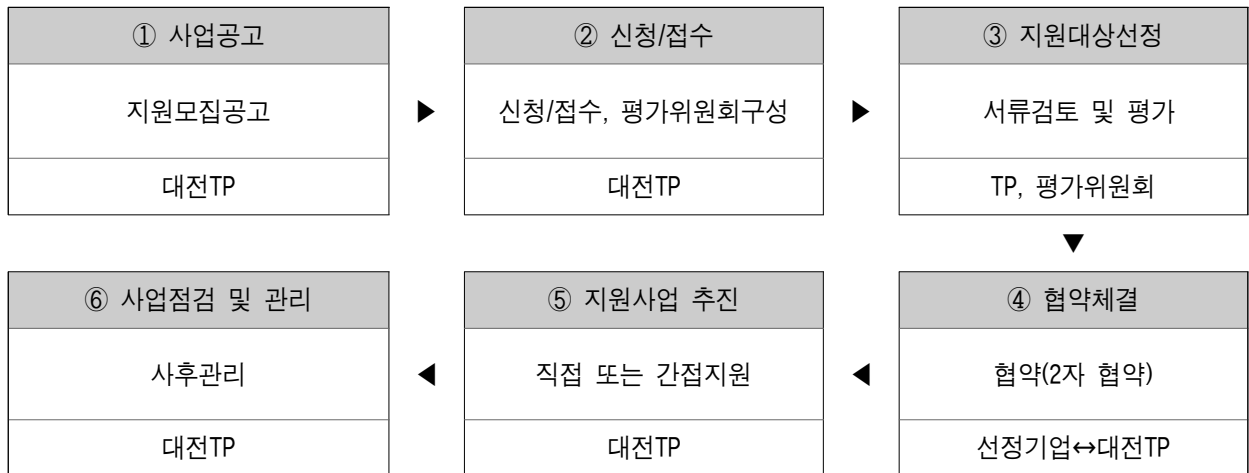 ① 사업공고
지원모집공고
대전TP
▶
② 신청/접수
신청/접수, 평가위원회구성
대전TP
▶
③ 지원대상선정
서류검토 및 평가
TP, 평가위원회
▼
④ 협약체결
협약(2자 협약)
선정기업↔대전TP
◀
⑤ 지원사업 추진
직접 또는 간접지원
대전TP
◀
⑥ 사업점검 및 관리
사후관리
대전TP